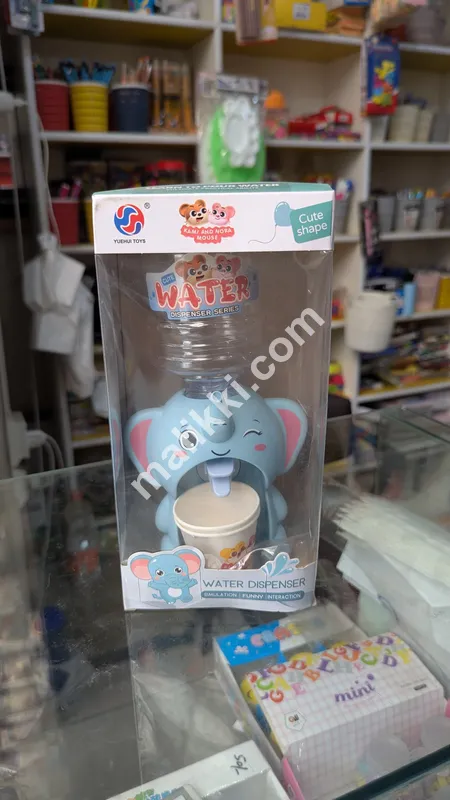 YUEHUI TOYS
®
KAMI AND NORA
MOUSE
Cute
shape
CUTE
WATER
DISPENSER SERIES
malikki.com
WATER DISPENSER
SIMULATION | FUNNY | INTERACTION
mini